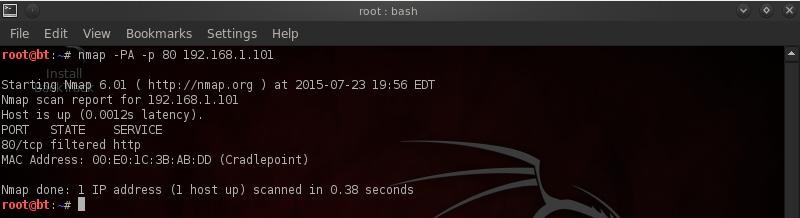 root : bash
File Edit View Bookmarks Settings Help
root@bt:~# nmap -PA -p 80 192.168.1.101
Install
BackTrack
Starting Nmap 6.01 ( http://nmap.org ) at 2015-07-23 19:56 EDT
Nmap scan report for 192.168.1.101
Host is up (0.0012s latency).
PORT STATE SERVICE
80/tcp filtered http
MAC Address: 00:E0:1C:3B:AB:DD (Cradlepoint)
Nmap done: 1 IP address (1 host up) scanned in 0.38 seconds
root@bt:~#